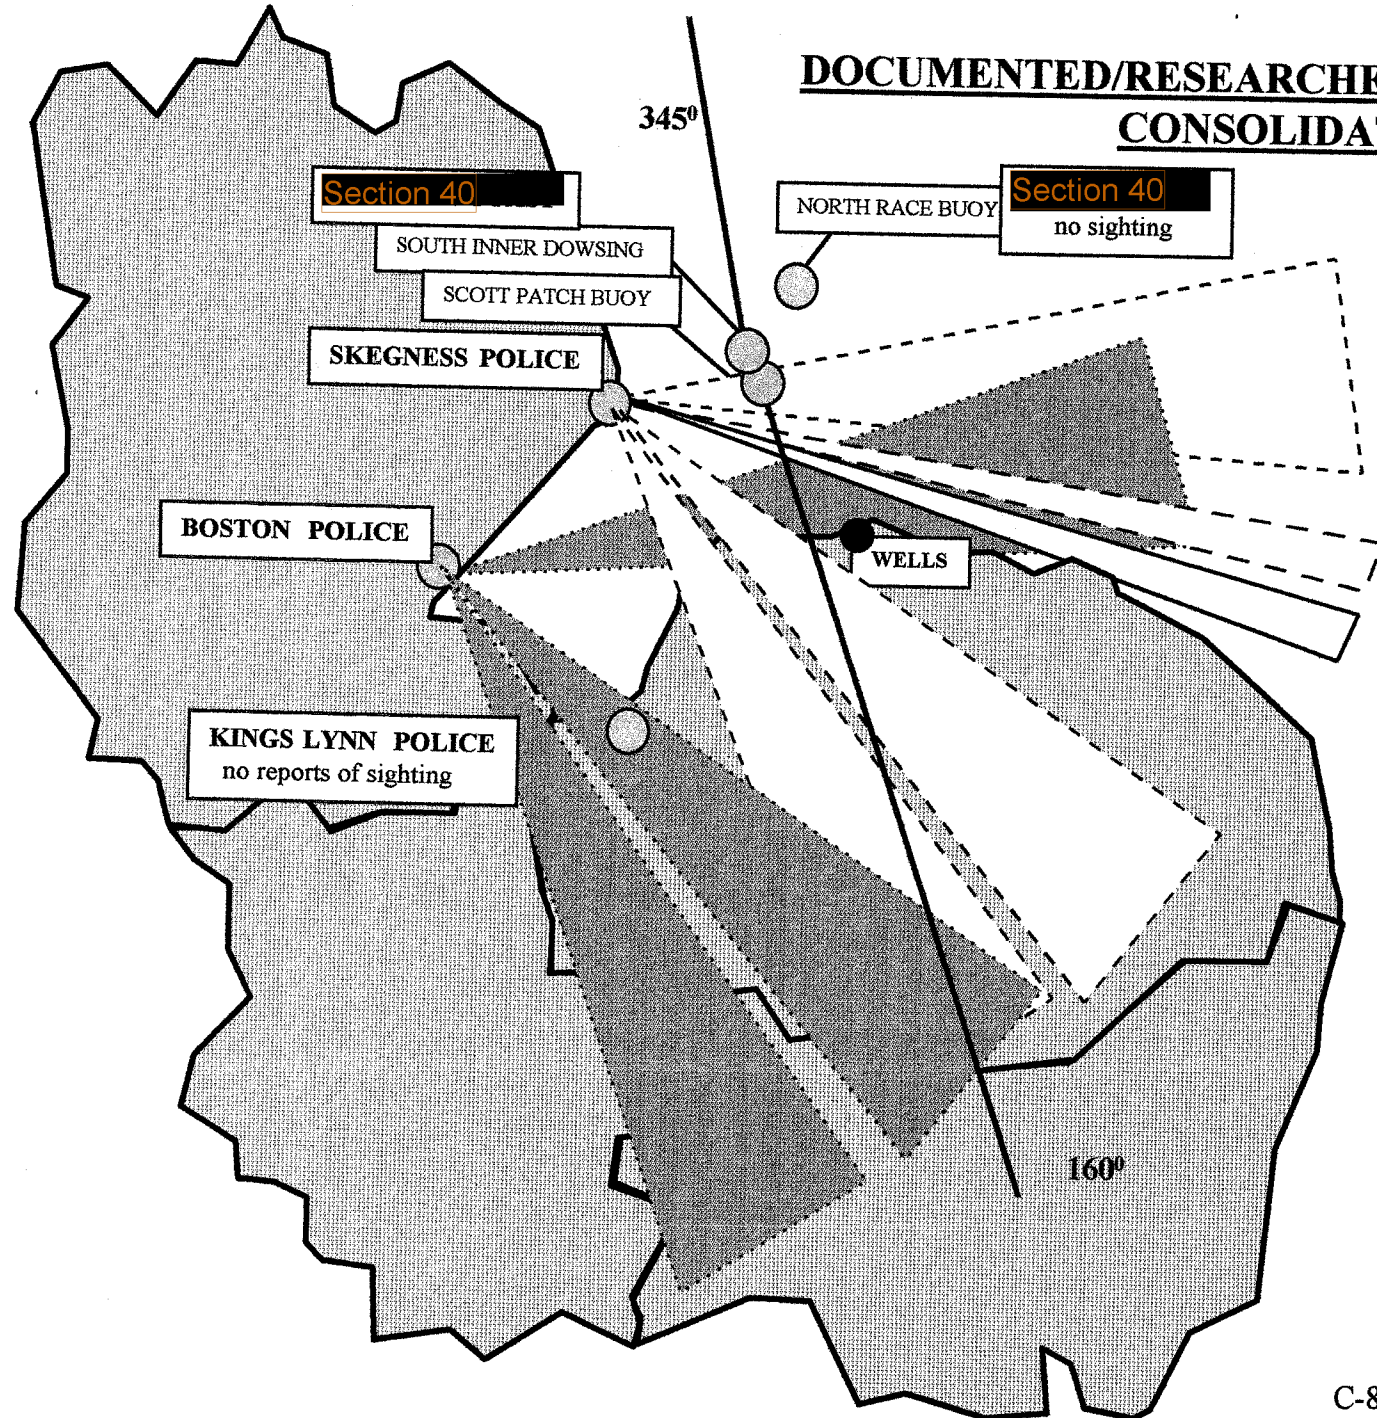 DOCUMENTED/RESEARCHE
CONSOLIDA
345⁰
Section 40
Section 40
no sighting
NORTH RACE BUOY
SOUTH INNER DOWSING
SCOTT PATCH BUOY
SKEGNESS POLICE
BOSTON POLICE
WELLS
KINGS LYNN POLICE
no reports of sighting
160⁰
C-8